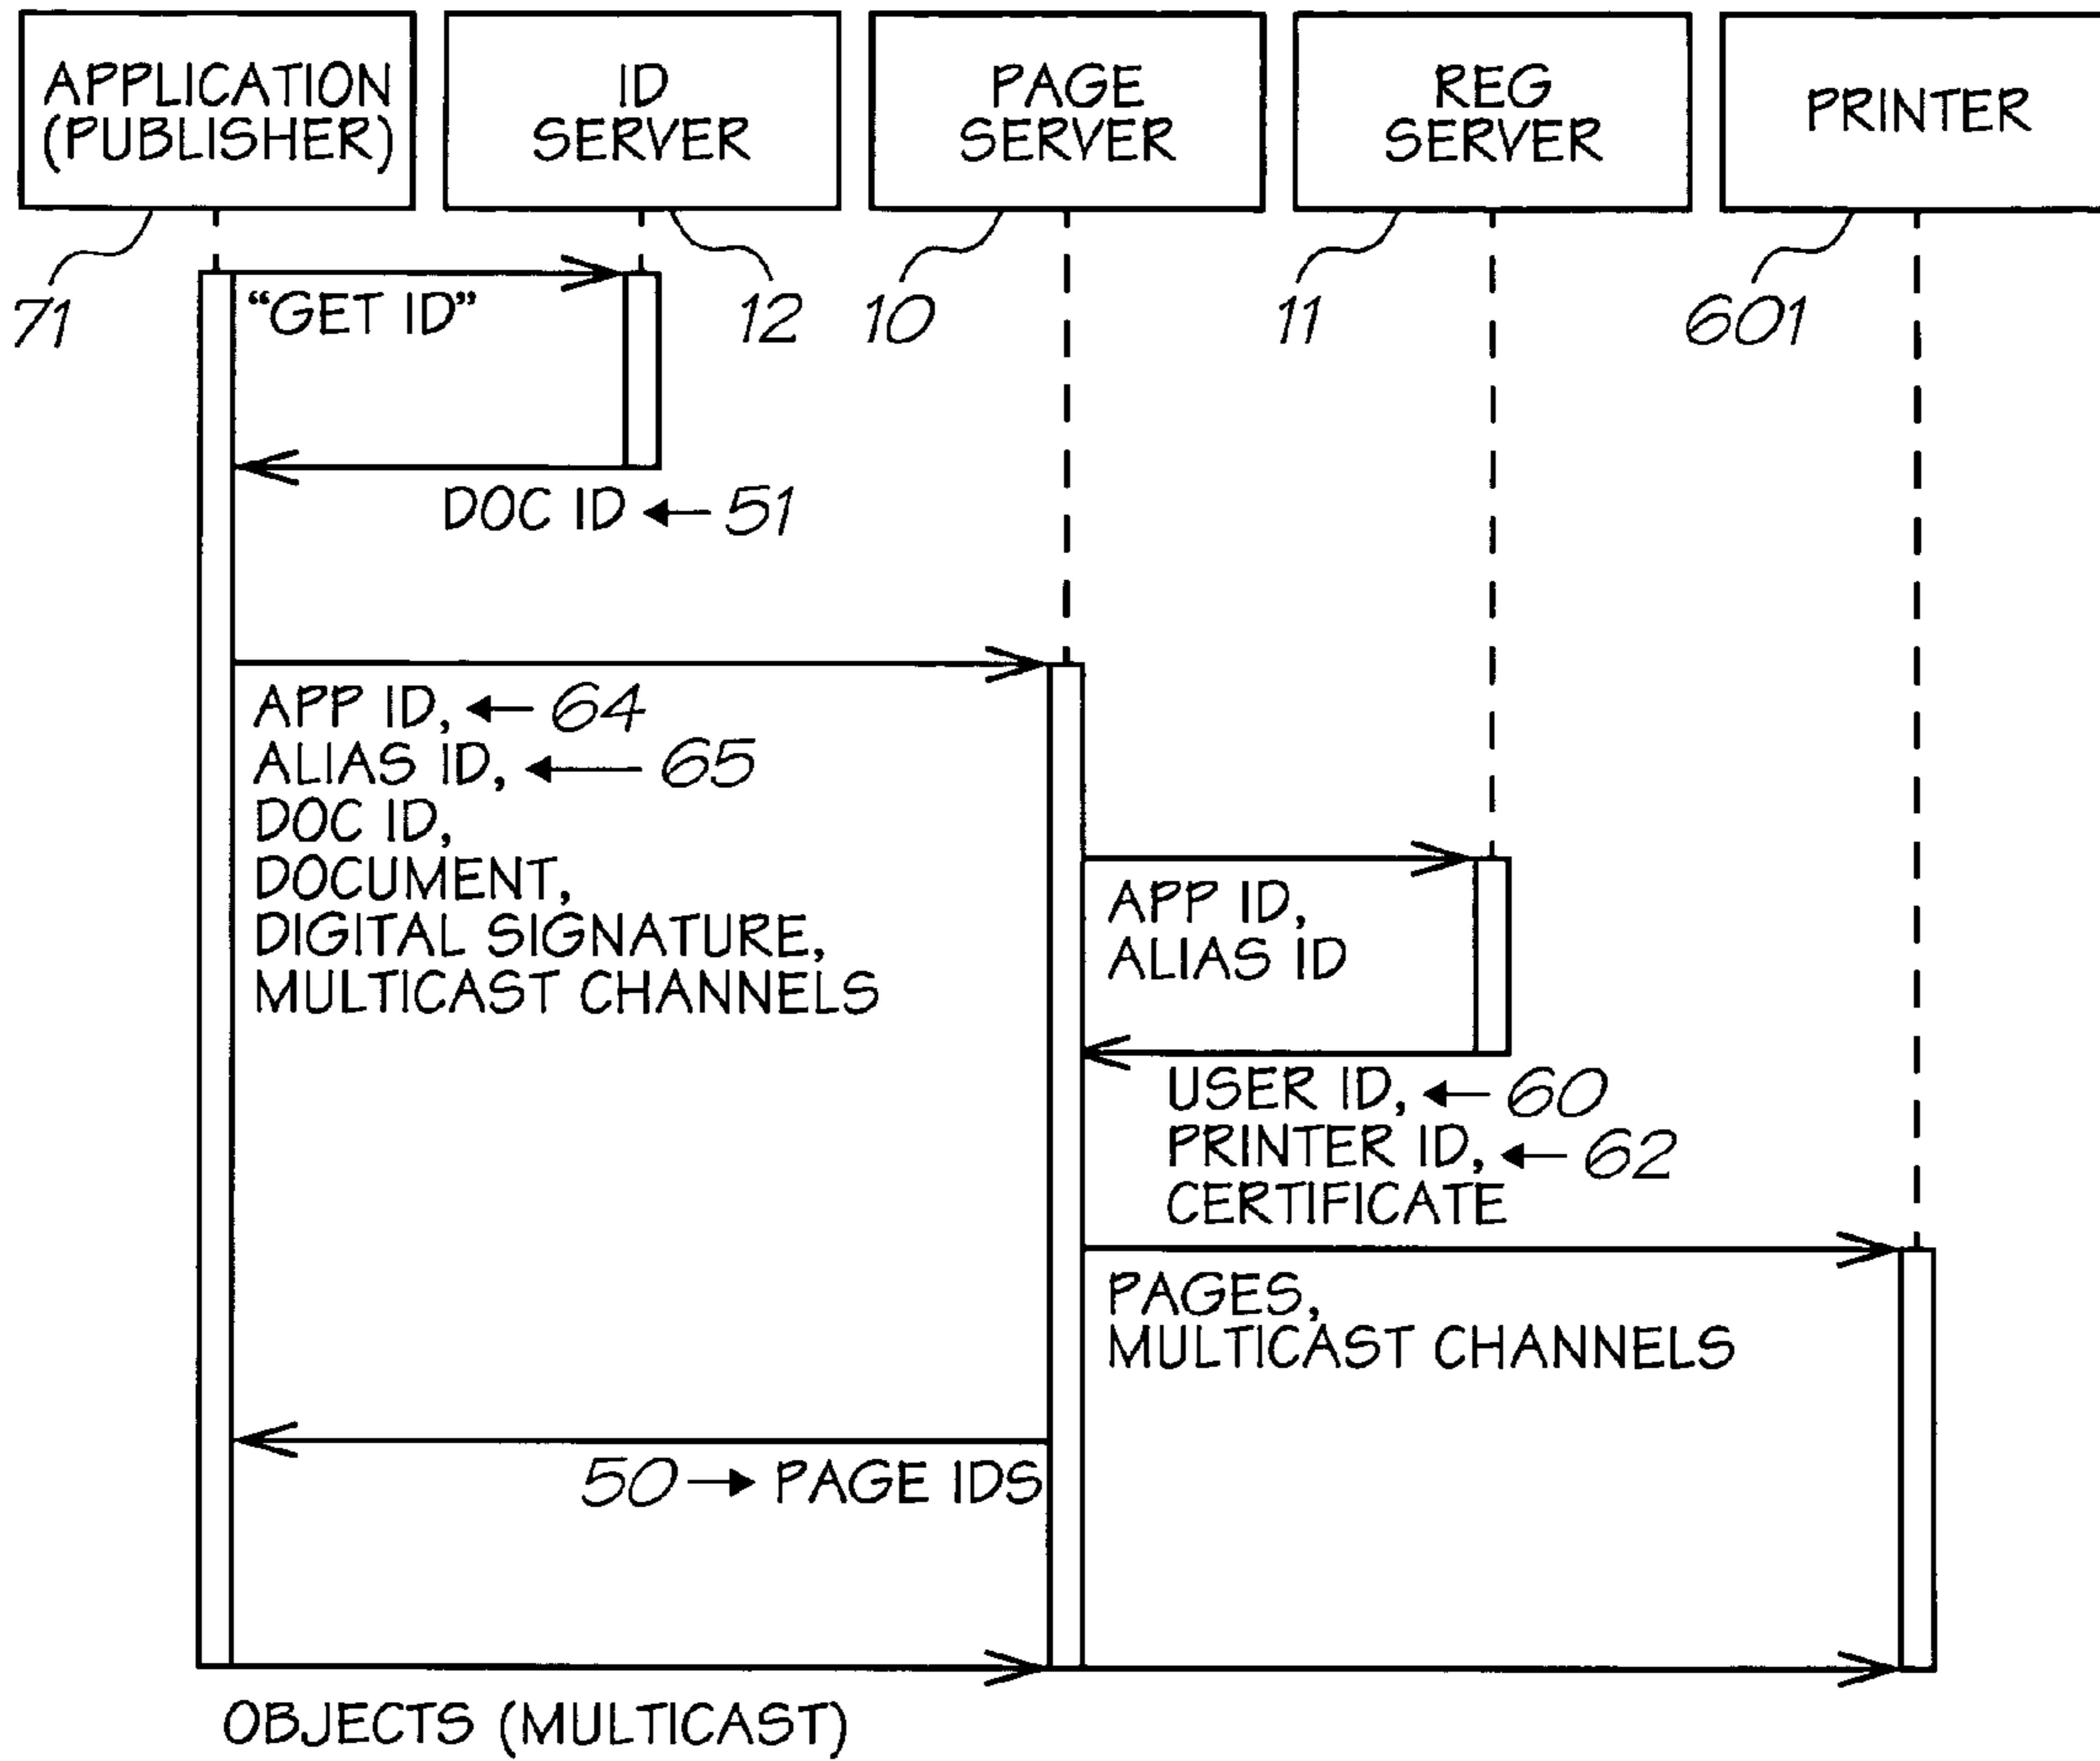 APPLICATION
(PUBLISHER)
ID
SERVER
PAGE
SERVER
REG
SERVER
PRINTER
71
12
10
11
601
“GET ID”
DOC ID 51
APP ID, 64
ALIAS ID, 65
DOC ID,
DOCUMENT,
DIGITAL SIGNATURE,
MULTICAST CHANNELS
APP ID,
ALIAS ID
USER ID, 60
PRINTER ID, 62
CERTIFICATE
PAGES,
MULTICAST CHANNELS
50 PAGE IDS
OBJECTS (MULTICAST)